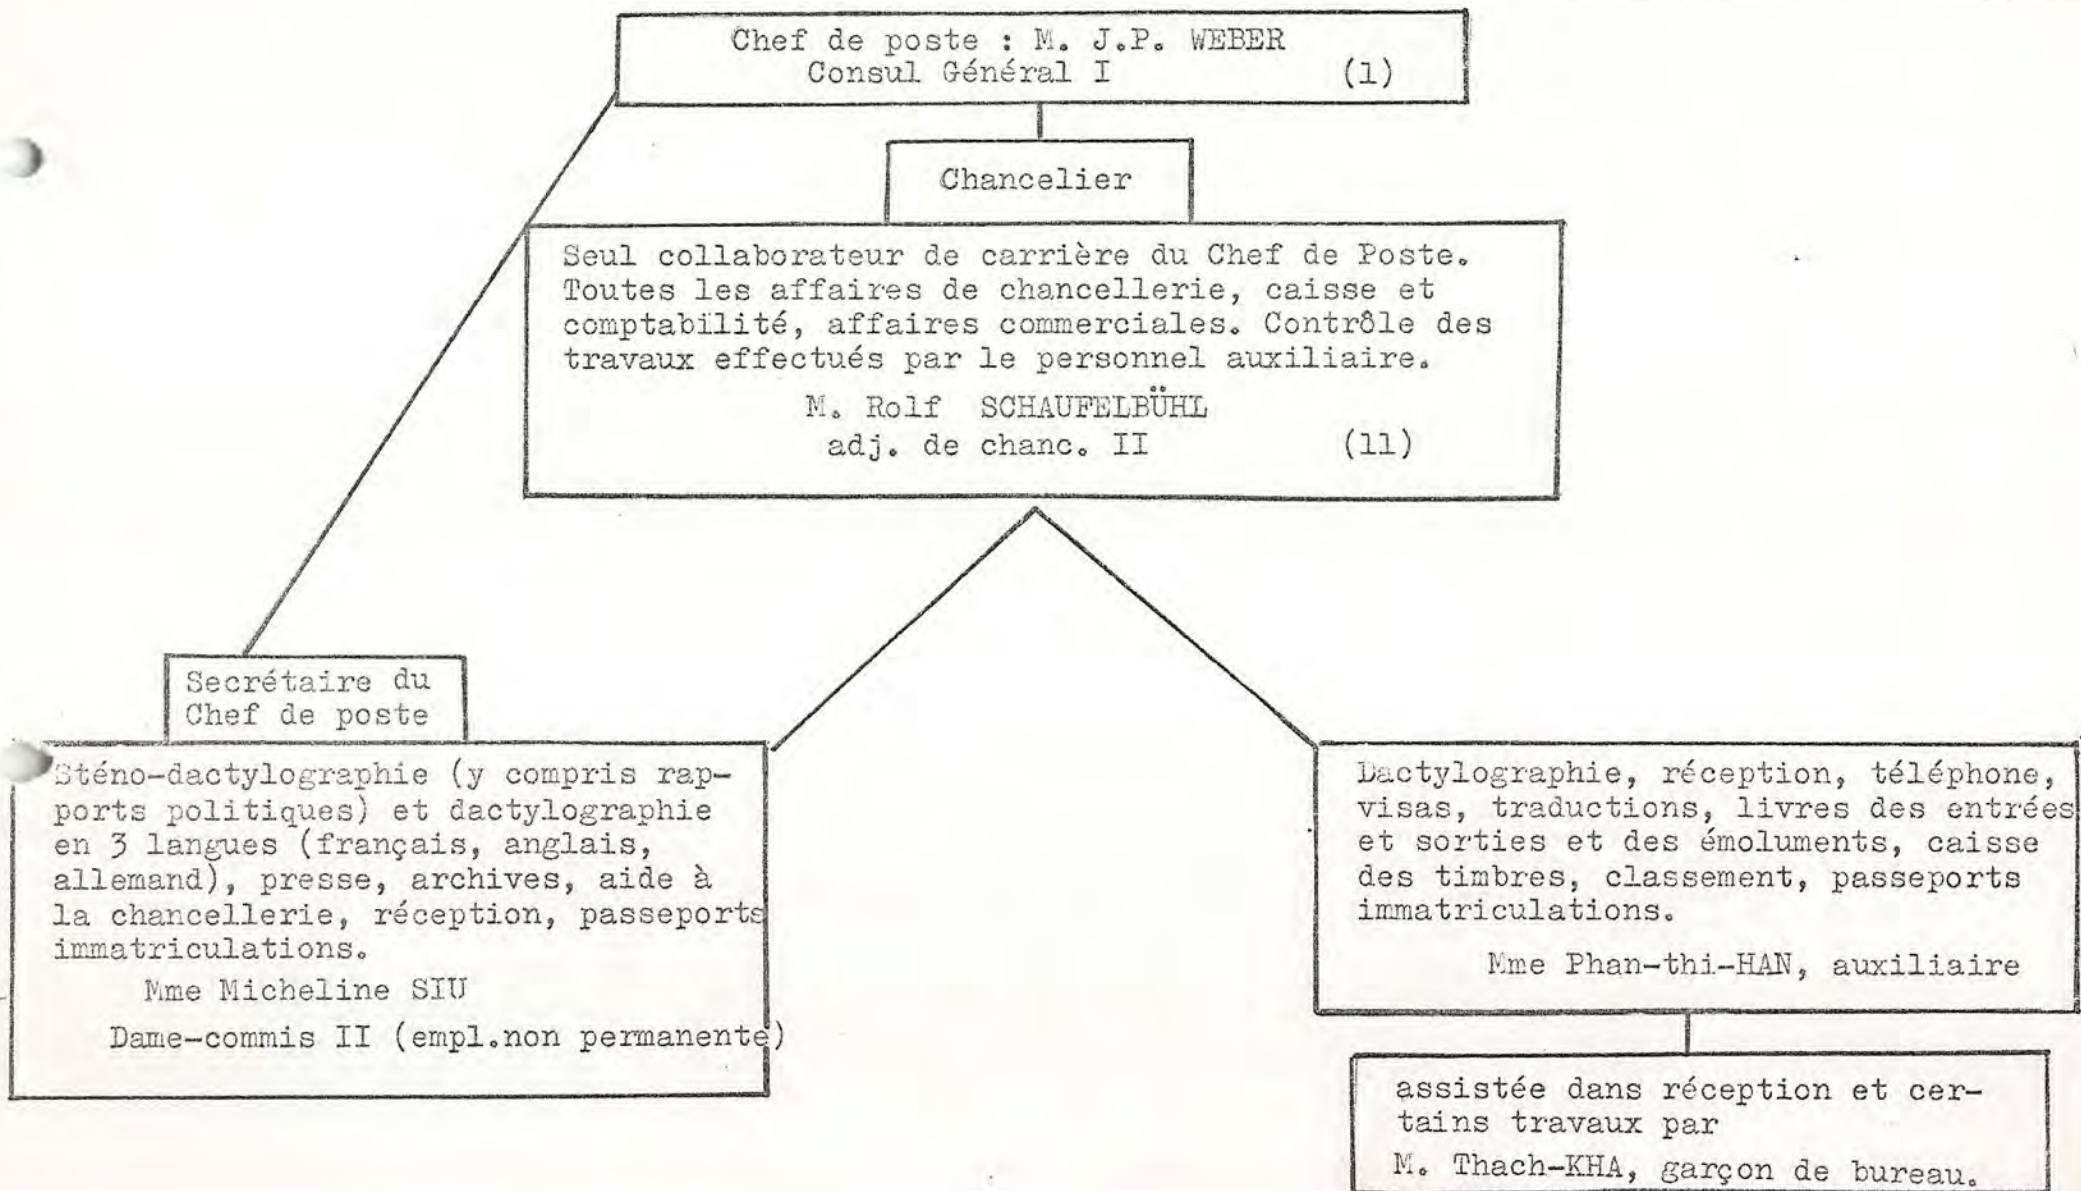 Chef de poste : M. J.P. WEBER
Consul Général I (1)
Chancelier
Seul collaborateur de carrière du Chef de Poste.
Toutes les affaires de chancellerie, caisse et
comptabilité, affaires commerciales. Contrôle des
travaux effectués par le personnel auxiliaire.
M. Rolf SCHAUFELBÜHL
adj. de chanc. II (11)
Secrétaire du
Chef de poste
Sténo-dactylographie (y compris rap-
ports politiques) et dactylographie
en 3 langues (français, anglais,
allemand), presse, archives, aide à
la chancellerie, réception, passeports
immatriculations.
Mme Micheline SIU
Dame-commis II (empl.non permanente)
Dactylographie, réception, téléphone,
visas, traductions, livres des entrées
et sorties et des émoluments, caisse
des timbres, classement, passeports
immatriculations.
Mme Phan-thi-HAN, auxiliaire
assistée dans réception et cer-
tains travaux par
M. Thach-KHA, garçon de bureau.